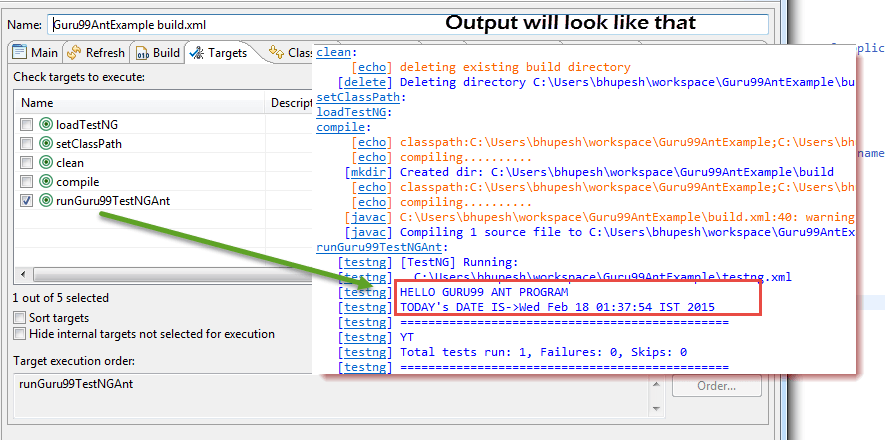 Name: Guru99AntExample build.xml
Output will look like that
Main Refresh Build Targets Class
Check targets to execute:
Name Descript
loadTestNG
setClassPath
clean
compile
runGuru99TestNGAnt
1 out of 5 selected
Sort targets
Hide internal targets not selected for execution
Target execution order:
runGuru99TestNGAnt
Order...
clean:
[echo] deleting existing build directory
[delete] Deleting directory C:\Users\bhupesh\workspace\Guru99AntExample\bu
setClassPath:
loadTestNG:
compile:
[echo] classpath:C:\Users\bhupesh\workspace\Guru99AntExample;C:\Users\bh
[echo] compiling..........
[mkdir] Created dir: C:\Users\bhupesh\workspace\Guru99AntExample\build
[echo] classpath:C:\Users\bhupesh\workspace\Guru99AntExample;C:\Users\bh
[echo] compiling..........
[javac] C:\Users\bhupesh\workspace\Guru99AntExample\build.xml:40: warning
[javac] Compiling 1 source file to C:\Users\bhupesh\workspace\Guru99AntEx
runGuru99TestNGAnt:
[testng] [TestNG] Running:
[testng] C:\Users\bhupesh\workspace\Guru99AntExample\testng.xml
[testng] HELLO GURU99 ANT PROGRAM
[testng] TODAY's DATE IS->Wed Feb 18 01:37:54 IST 2015
[testng] ===============================================
[testng] YT
[testng] Total tests run: 1, Failures: 0, Skips: 0
[testng] ===============================================
plic
name